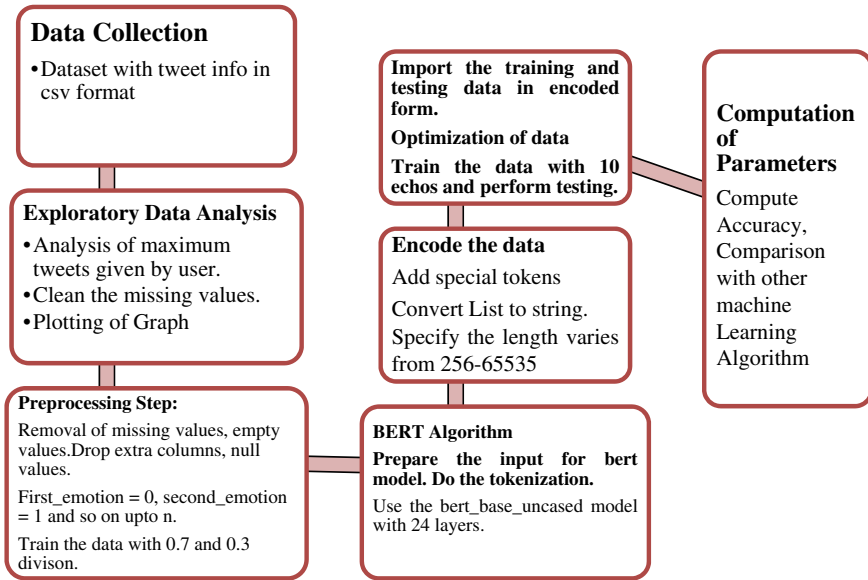 Data Collection
•Dataset with tweet info in
csv format
Exploratory Data Analysis
•Analysis of maximum
tweets given by user.
•Clean the missing values.
•Plotting of Graph
Preprocessing Step:
Removal of missing values, empty
values.Drop extra columns, null
values.
First_emotion = 0, second_emotion
= 1 and so on upto n.
Train the data with 0.7 and 0.3
divison.
BERT Algorithm
Prepare the input for bert
model. Do the tokenization.
Use the bert_base_uncased model
with 24 layers.
Encode the data
Add special tokens
Convert List to string.
Specify the length varies
from 256-65535
Import the training and
testing data in encoded
form.
Optimization of data
Train the data with 10
echos and perform testing.
Computation
of
Parameters
Compute
Accuracy,
Comparison
with other
machine
Learning
Algorithm